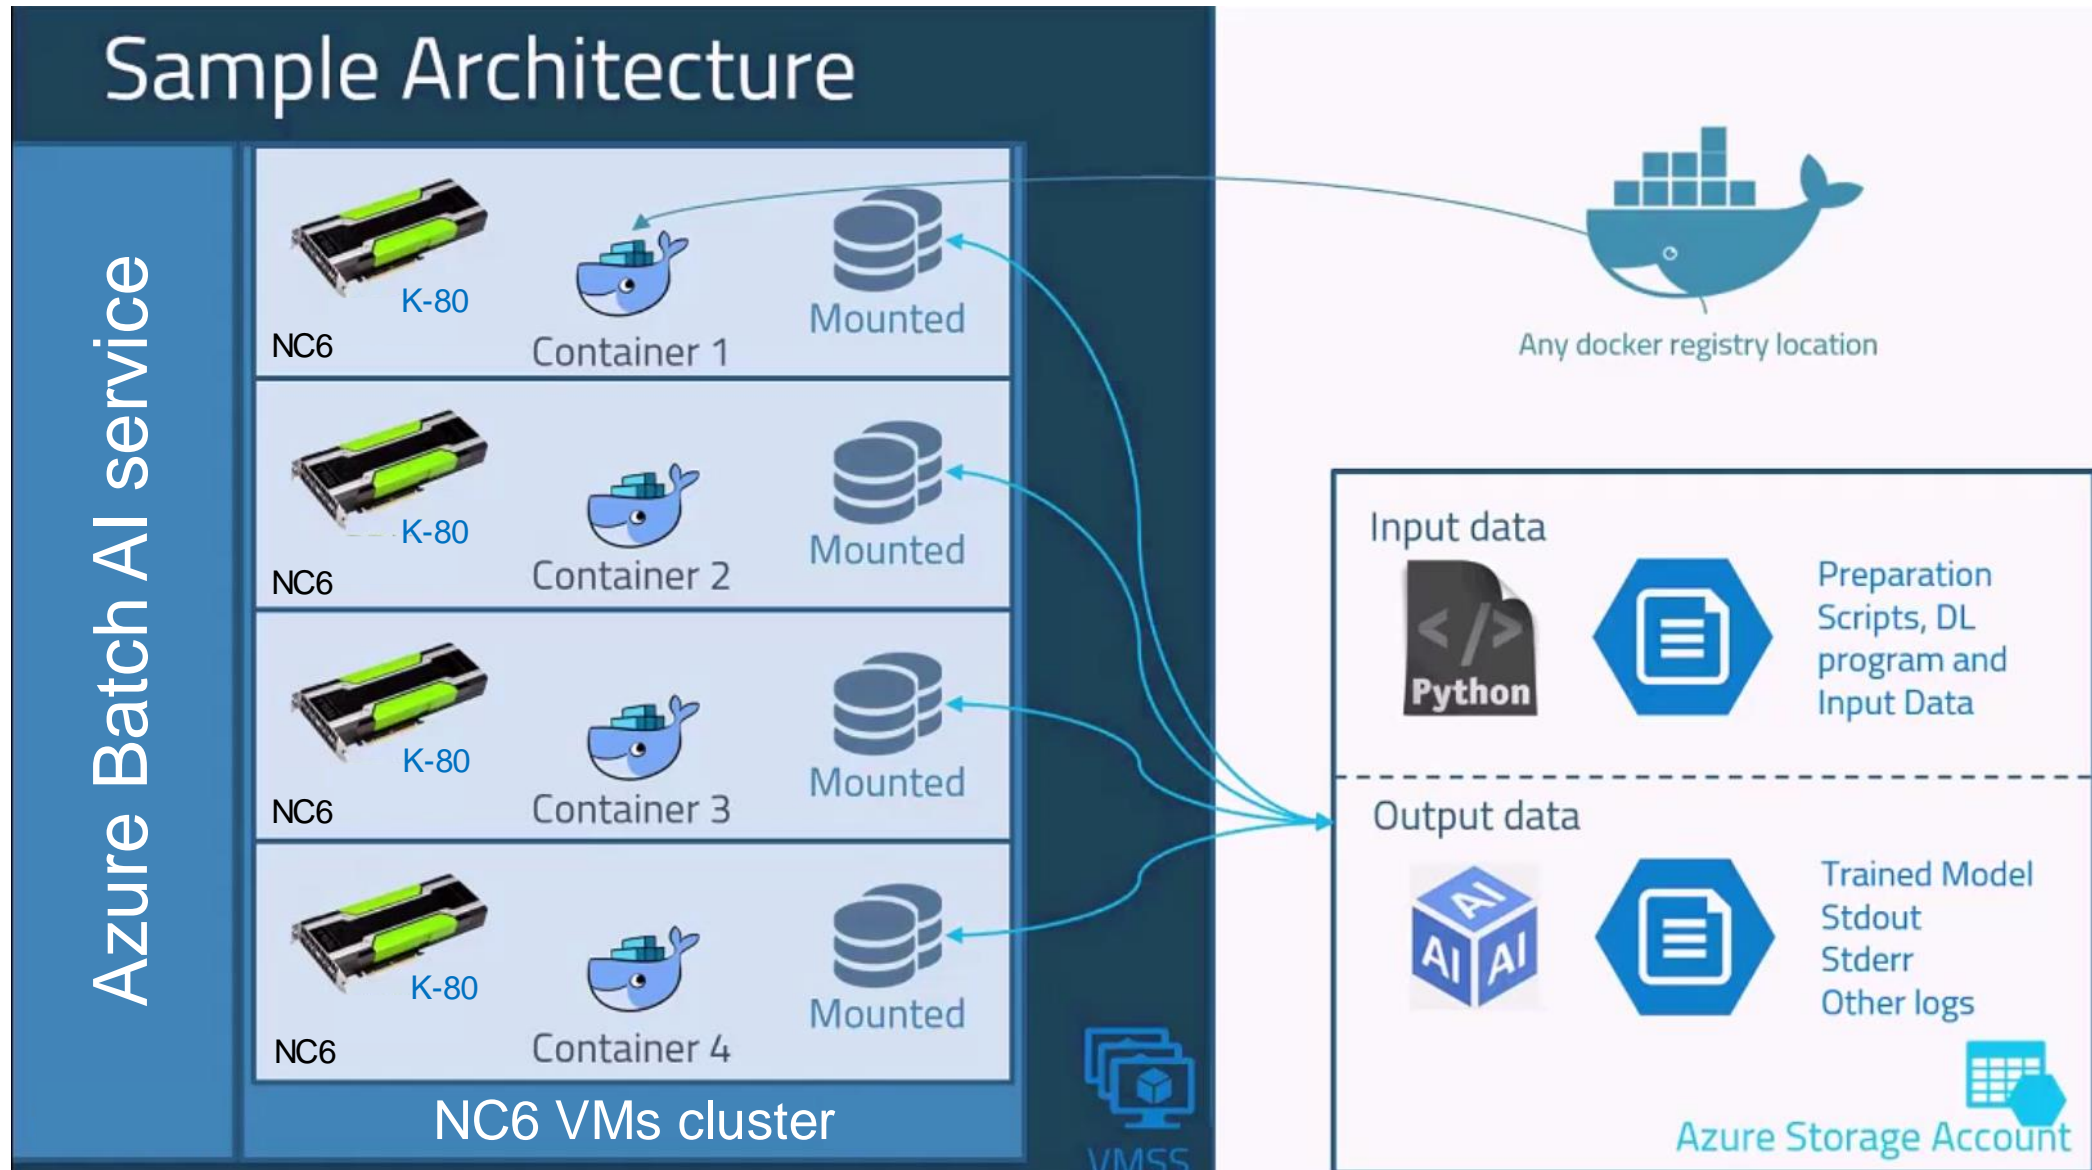 Sample Architecture
Azure Batch AI service
K-80
NC6
Container 1
Mounted
K-80
NC6
Container 2
Mounted
K-80
NC6
Container 3
Mounted
K-80
NC6
Container 4
Mounted
NC6 VMs cluster
VMSS
Any docker registry location
Input data
</>
Python
Preparation
Scripts, DL
program and
Input Data
Output data
AI
AI
AI
Trained Model
Stdout
Stderr
Other logs
Azure Storage Account